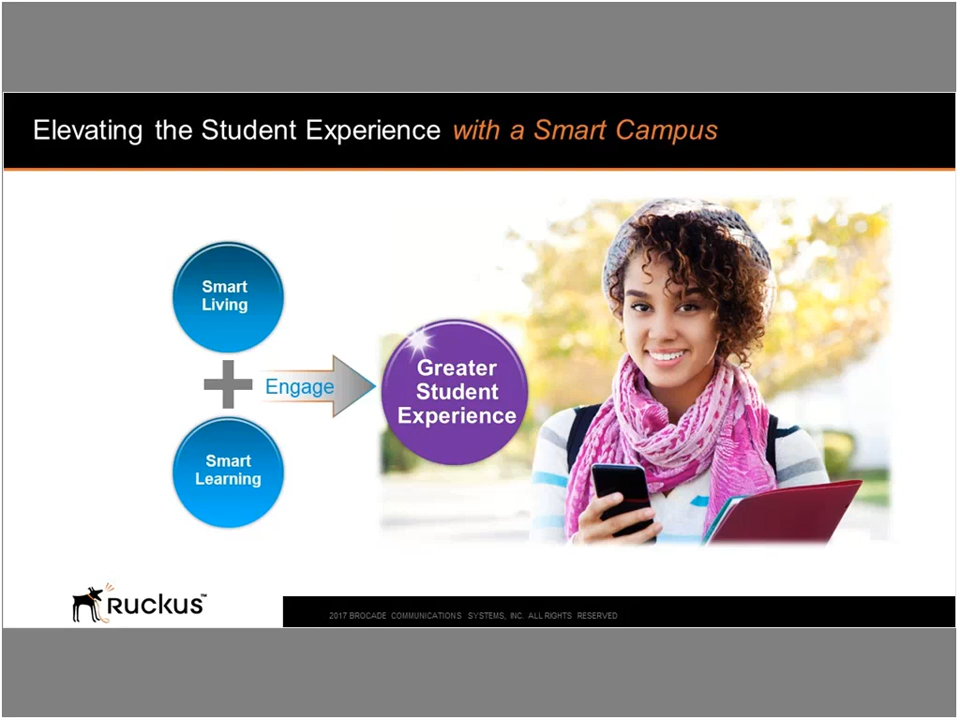 Elevating the Student Experience with a Smart Campus
Smart
Living
Engage
Greater
Student
Experience
Smart
Learning
Ruckus™
2017 BROCADE COMMUNICATIONS SYSTEMS, INC. ALL RIGHTS RESERVED